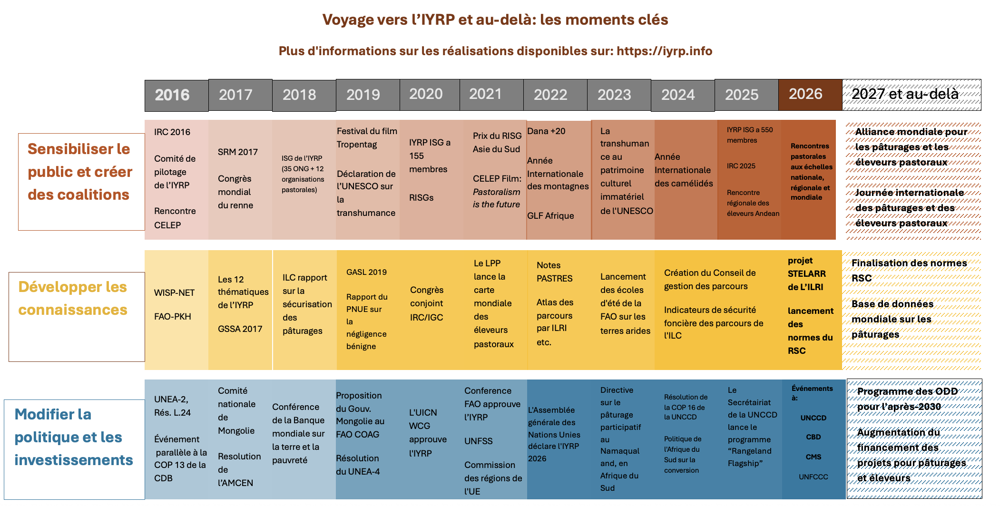 Voyage vers l’IYRP et au-delà: les moments clés
Plus d'informations sur les réalisations disponibles sur: https://iyrp.info
2016
2017
2018
2019
2020
2021
2022
2023
2024
2025
2026
2027 et au-delà
Sensibiliser le
public et créer
des coalitions
IRC 2016
Comité de
pilotage
de l’IYRP
Rencontre
CELEP
SRM 2017
Congrès
mondial
du renne
ISG de l’IYRP
(35 ONG + 12
organisations
pastorales)
Festival du film
Tropentag
Déclaration de
l’UNESCO sur
la
transhumance
IYRP ISG a
155
membres
RISGs
Prix du RISG
Asie du Sud
CELEP Film:
Pastoralism
is the future
Dana +20
Année
Internationale
des montagnes
GLF Afrique
La
transhuman
ce au
patrimoine
culturel
immatériel
de l'UNESCO
Année
Internationale
des camélidés
IYRP ISG a 550
membres
IRC 2025
Rencontre
régionale des
éleveurs Andean
Rencontres
pastorales
aux échelles
nationale,
régionale et
mondiale
Alliance mondiale pour
les pâturages et les
éleveurs pastoraux
Journée internationale
des pâturages et des
éleveurs pastoraux
Développer les
connaissances
WISP-NET
FAO-PKH
Les 12
thématiques
de l’IYRP
GSSA 2017
ILC rapport
sur la
sécurisation
des
pâturages
GASL 2019
Rapport du
PNUE sur
la
négligence
bénigne
Congrès
conjoint
IRC/IGC
Le LPP
lance la
carte
mondiale
des
éleveurs
pastoraux
Notes
PASTRES
Atlas des
parcours
par ILRI
etc.
Lancement
des écoles
d'été de la
FAO sur les
terres arides
Création du Conseil de
gestion des parcours
Indicateurs de sécurité
foncière des parcours de
l'ILC
projet
STELARR
de L’ILRI
lancement
des
normes du
RSC
Finalisation des normes
RSC
Base de données
mondiale sur les
pâturages
Modifier la
politique et les
investissements
UNEA-2,
Rés. L.24
Événement
parallèle à la
COP 13 de la
CDB
Comité
nationale
de
Mongolie
Resolution
de
l’AMCEN
Conférence
de la Banque
mondiale sur
la terre et la
pauvreté
Proposition
du Gouv.
Mongolie au
FAO COAG
Résolution
du UNEA-4
L'UICN
WCG
approuve
l'IYRP
Conference
FAO approuve
l’IYRP
UNFSS
Commission
des régions de
l'UE
L'Assemblée
générale des
Nations Unies
déclare l'IYRP
2026
Directive
sur le
pâturage
participatif
au
Namaqual
and, en
Afrique du
Sud
Résolution de
la COP 16 de
la UNCCD
Politique de
l'Afrique du
Sud sur la
conversion
Le
Secrétairiat
de la UNCCD
lance le
programme
“Rangeland
Flagship”
Événements
à:
UNCCD
CBD
CMS
UNFCCC
Programme des ODD
pour l'après-2030
Augmentation du
financement des
projets pour pâturages
et éleveurs